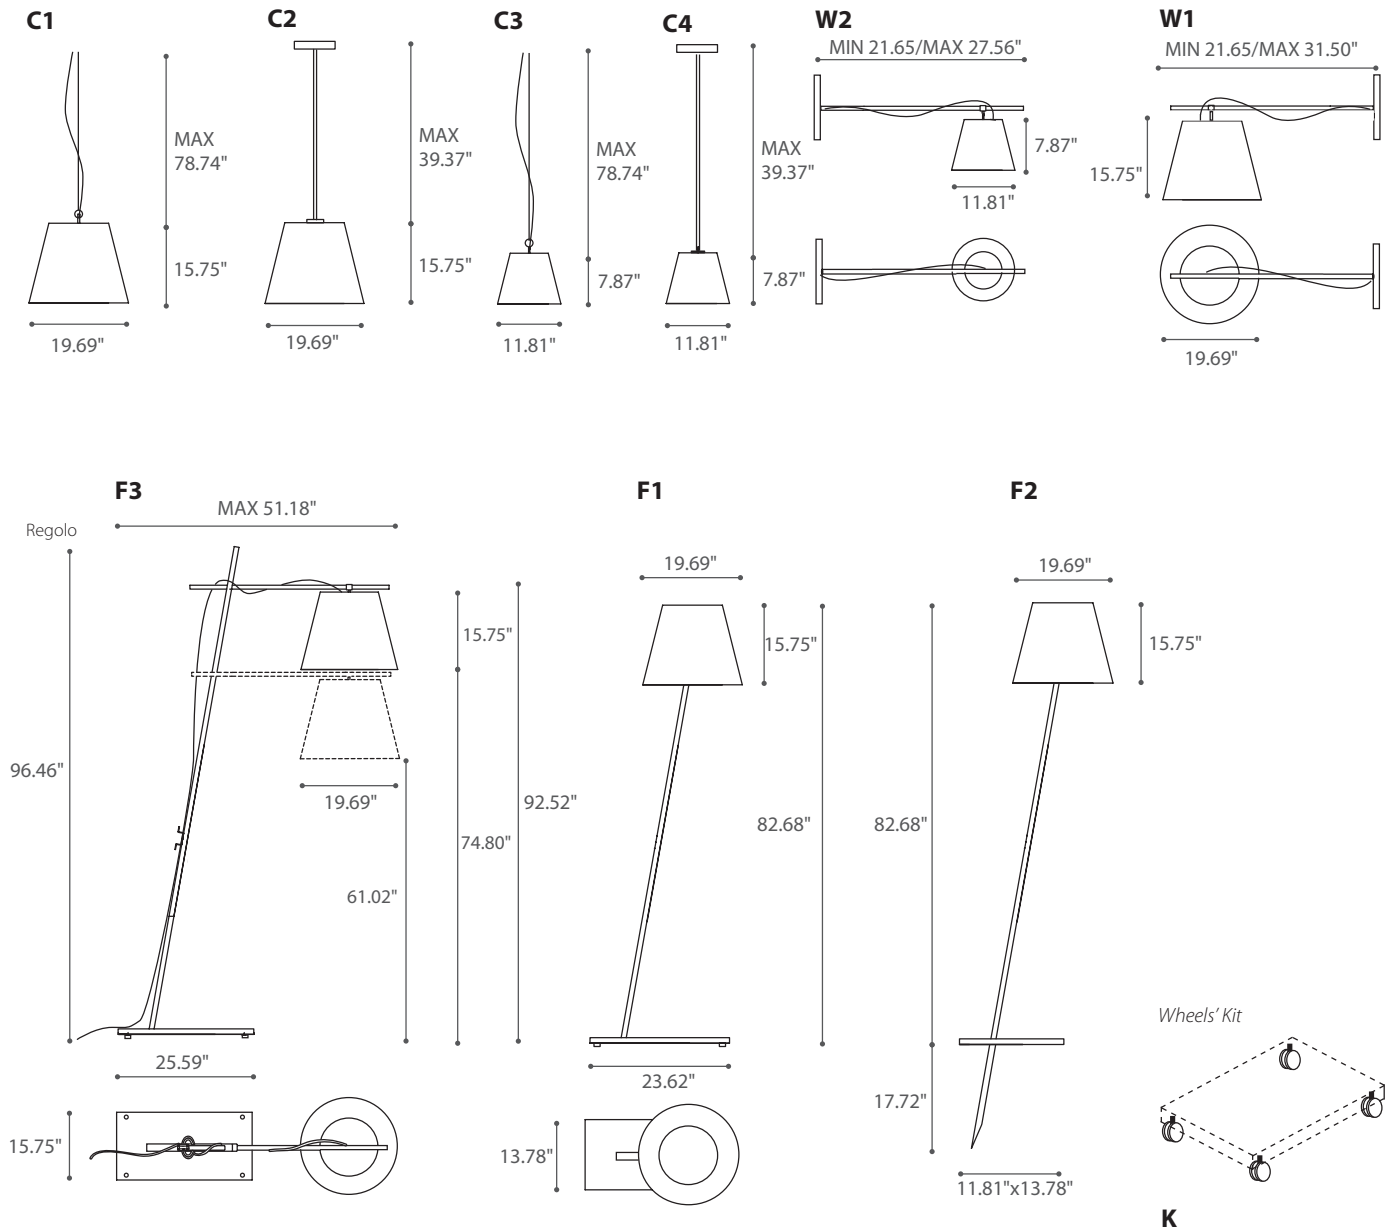 C1
C2
C3
C4
W2
W1
MIN 21.65/MAX 27.56"
MIN 21.65/MAX 31.50"
MAX
78.74"
15.75"
19.69"
MAX
39.37"
15.75"
19.69"
MAX
78.74"
7.87"
11.81"
MAX
39.37"
7.87"
11.81"
7.87"
11.81"
15.75"
19.69"
F3
MAX 51.18"
Regolo
96.46"
15.75"
19.69"
92.52"
74.80"
61.02"
25.59"
15.75"
F1
19.69"
15.75"
82.68"
23.62"
13.78"
F2
19.69"
15.75"
82.68"
17.72"
11.81"x13.78"
Wheels' Kit
K